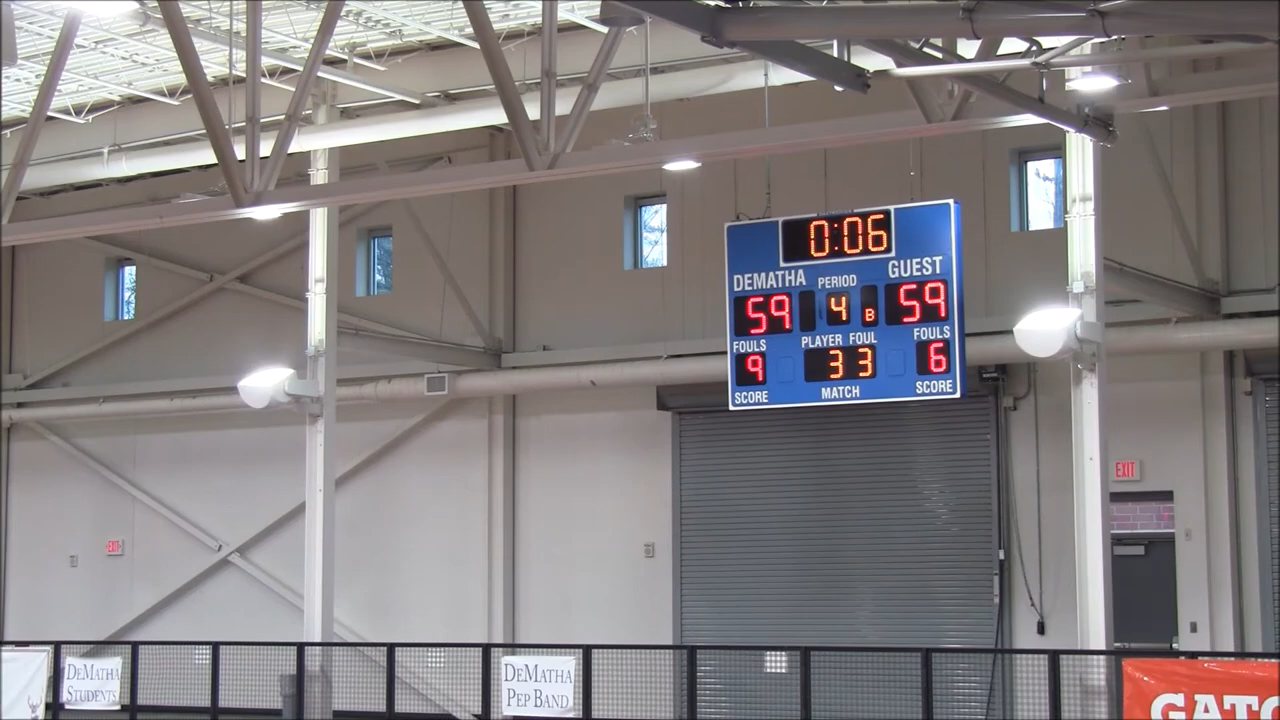 0:06
DEMATHA PERIOD GUEST
59 4 B 59
FOULS PLAYER FOUL FOULS
9 33 6
SCORE MATCH SCORE
EXIT
EXIT
DEMATHA
STUDENTS
DEMATHA
PEP BAND
GATO